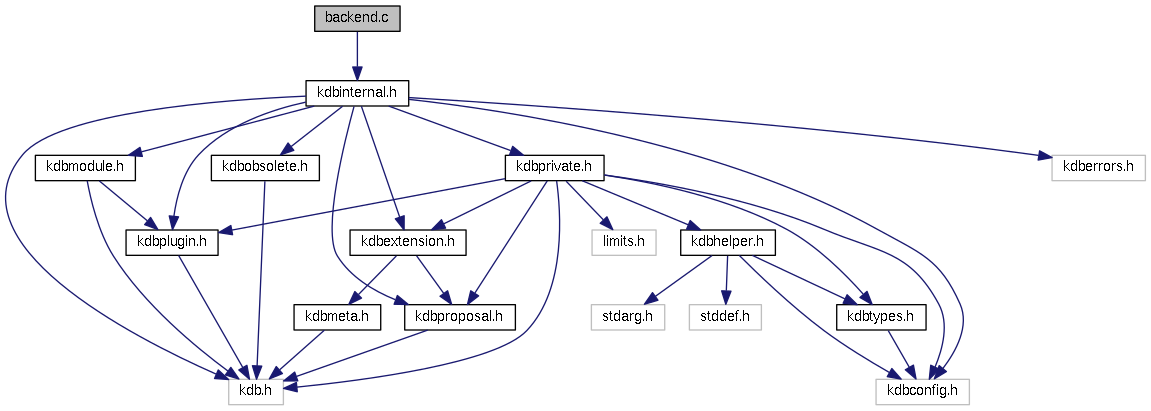 backend.c
kdbinternal.h
kdbmodule.h
kdbobsolete.h
kdbprivate.h
kdberrors.h
kdbplugin.h
kdbextension.h
limits.h
kdbhelper.h
kdbmeta.h
kdbproposal.h
stdarg.h
stddef.h
kdbtypes.h
kdb.h
kdbconfig.h